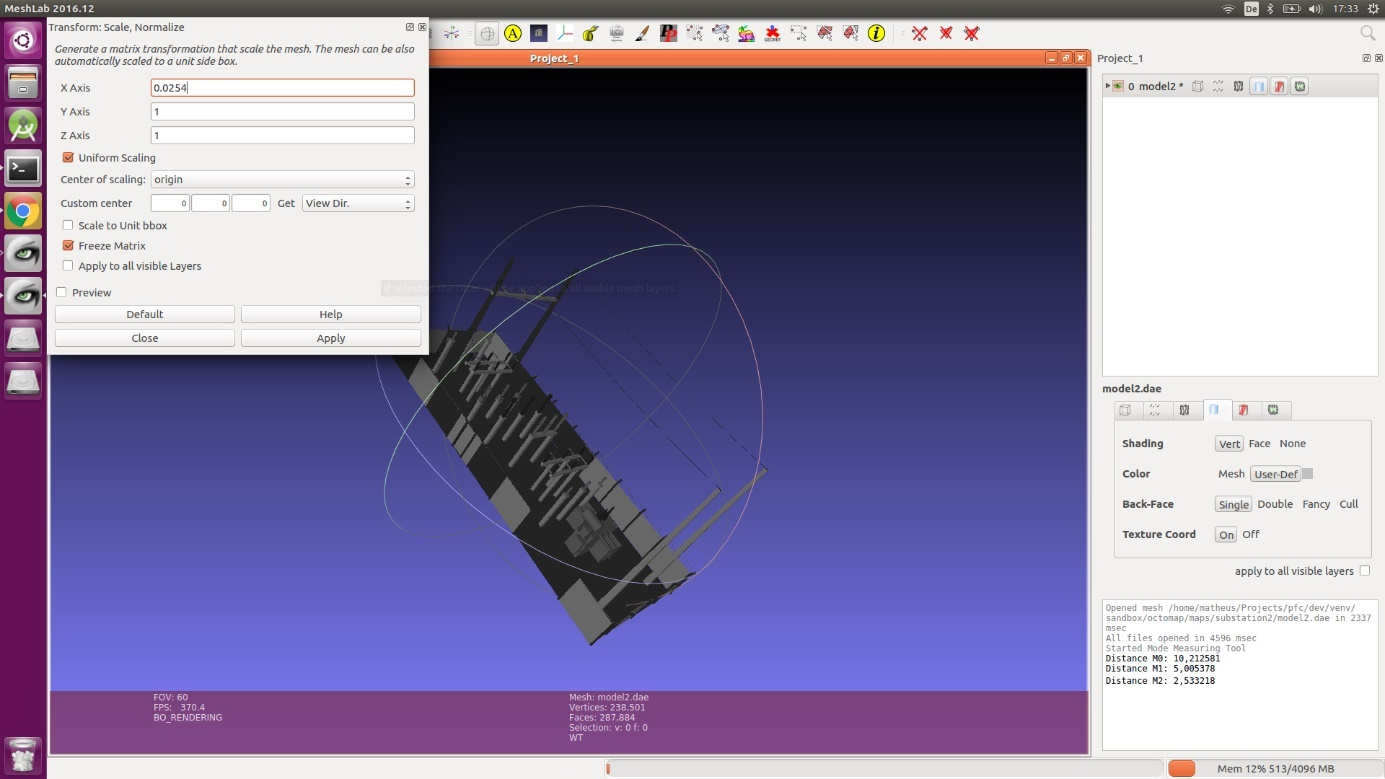 MeshLab 2016.12
De
17:33
Transform: Scale, Normalize
Generate a matrix transformation that scale the mesh. The mesh can be also
automatically scaled to a unit side box.
X Axis 0.0254
Y Axis 1
Z Axis 1
Uniform Scaling
Center of scaling: origin
Custom center 0 0 0 Get View Dir.
Scale to Unit bbox
Freeze Matrix
Apply to all visible Layers
Preview
Default Help
Close Apply
Project_1
FOV: 60
FPS: 370.4
BO_RENDERING
Mesh: model2.dae
Vertices: 238,501
Faces: 287,884
Selection: v: 0 f: 0
WT
Project_1
0 model2 *
model2.dae
Shading Vert Face None
Color Mesh User-Def
Back-Face Single Double Fancy Cull
Texture Coord On Off
apply to all visible layers
Opened mesh /home/matheus/Projects/pfc/dev/venv/
sandbox/octomap/maps/substation2/model2.dae in 2337
msec
All files opened in 4596 msec
Started Mode Measuring Tool
Distance M0: 10,212581
Distance M1: 5,005378
Distance M2: 2,533218
Mem 12% 513/4096 MB